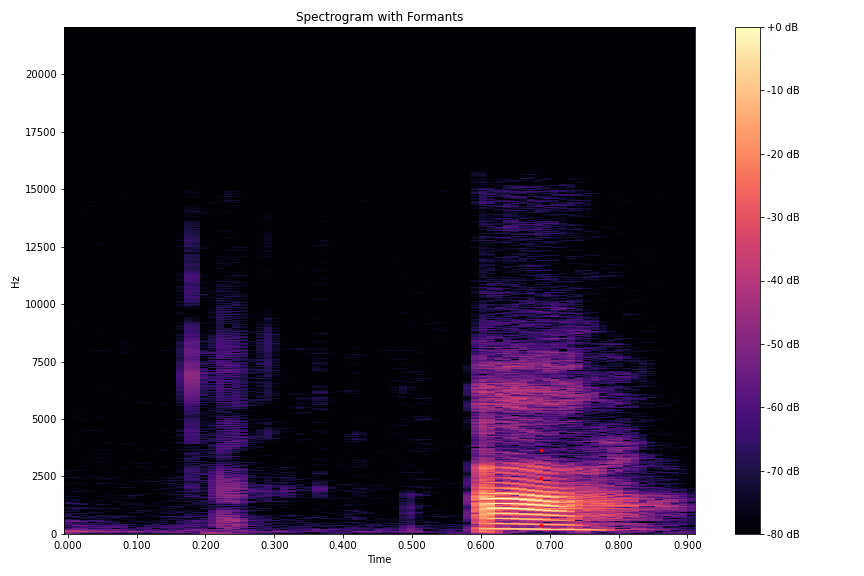 Spectrogram with Formants
Hz
20000
17500
15000
12500
10000
7500
5000
2500
0
0.000 0.100 0.200 0.300 0.400 0.500 0.600 0.700 0.800 0.900
Time
+0 dB
-10 dB
-20 dB
-30 dB
-40 dB
-50 dB
-60 dB
-70 dB
-80 dB